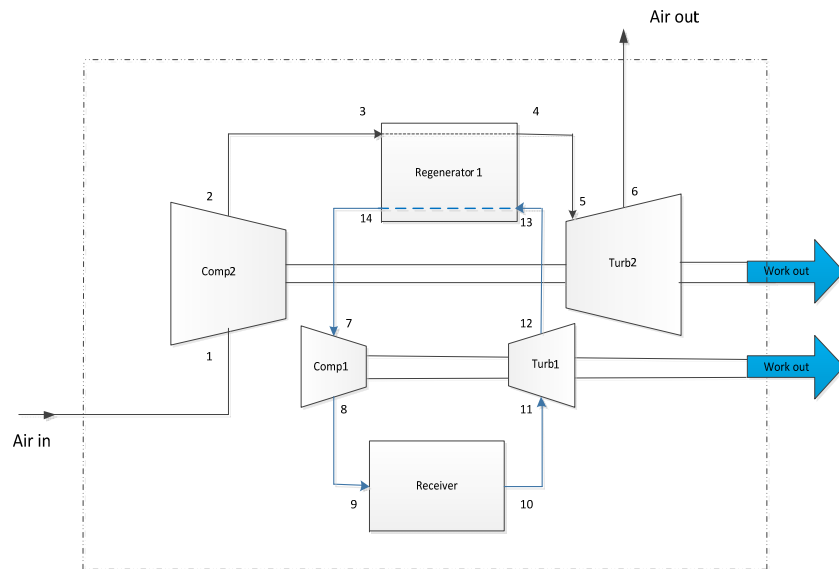 Air out
3
4
Regenerator 1
2
6
5
14
13
Comp2
Turb2
Work out
7
12
1
Comp1
Turb1
Work out
8
11
Air in
Receiver
9
10